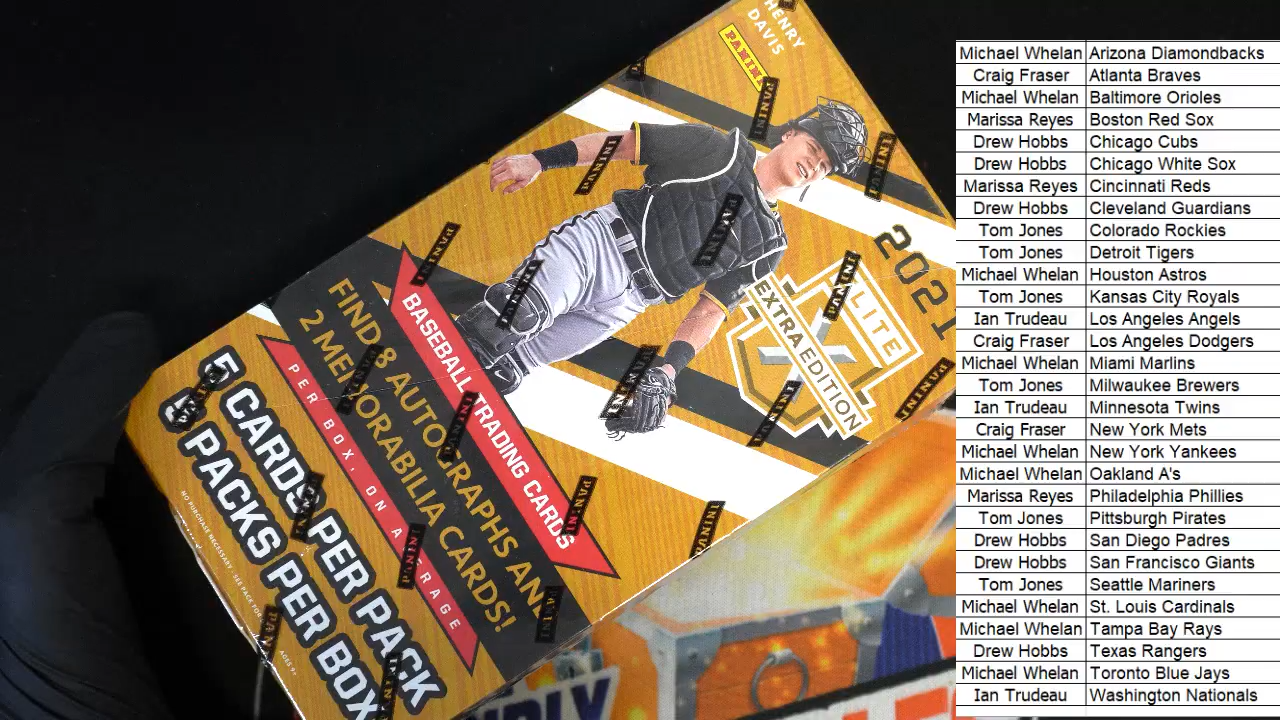 HENRY
DAVIS
PANINI
2021
ELITE
EXTRA EDITION
BASEBALL TRADING CARDS
FIND 8 AUTOGRAPHS AND
2 MEMORABILIA CARDS!
PER BOX, ON AVERAGE
5 CARDS PER PACK
PACKS PER BOX
NO PURCHASE NECESSARY
AGES 9+
Michael Whelan Arizona Diamondbacks
Craig Fraser Atlanta Braves
Michael Whelan Baltimore Orioles
Marissa Reyes Boston Red Sox
Drew Hobbs Chicago Cubs
Drew Hobbs Chicago White Sox
Marissa Reyes Cincinnati Reds
Drew Hobbs Cleveland Guardians
Tom Jones Colorado Rockies
Tom Jones Detroit Tigers
Michael Whelan Houston Astros
Tom Jones Kansas City Royals
Ian Trudeau Los Angeles Angels
Craig Fraser Los Angeles Dodgers
Michael Whelan Miami Marlins
Tom Jones Milwaukee Brewers
Ian Trudeau Minnesota Twins
Craig Fraser New York Mets
Michael Whelan New York Yankees
Michael Whelan Oakland A's
Marissa Reyes Philadelphia Phillies
Tom Jones Pittsburgh Pirates
Drew Hobbs San Diego Padres
Drew Hobbs San Francisco Giants
Tom Jones Seattle Mariners
Michael Whelan St. Louis Cardinals
Michael Whelan Tampa Bay Rays
Drew Hobbs Texas Rangers
Michael Whelan Toronto Blue Jays
Ian Trudeau Washington Nationals